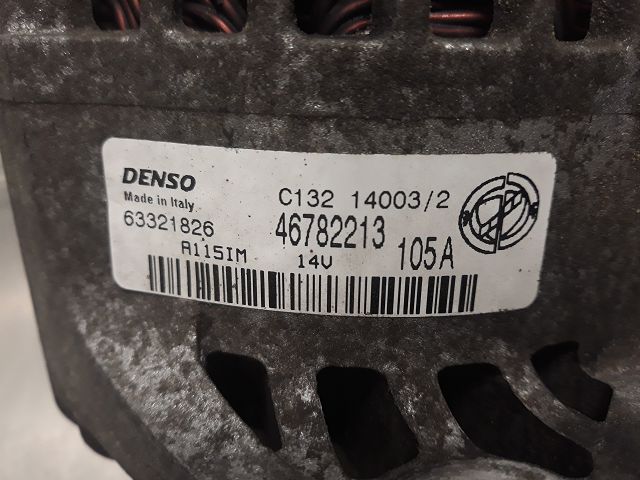 DENSO
Made in Italy
C132 14003/2
63321826
46782213
105A
A115IM
14V